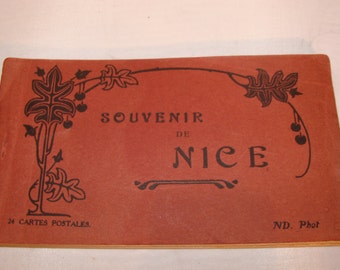 SOUVENIR
DE
NICE
24 CARTES POSTALES
ND. Phot